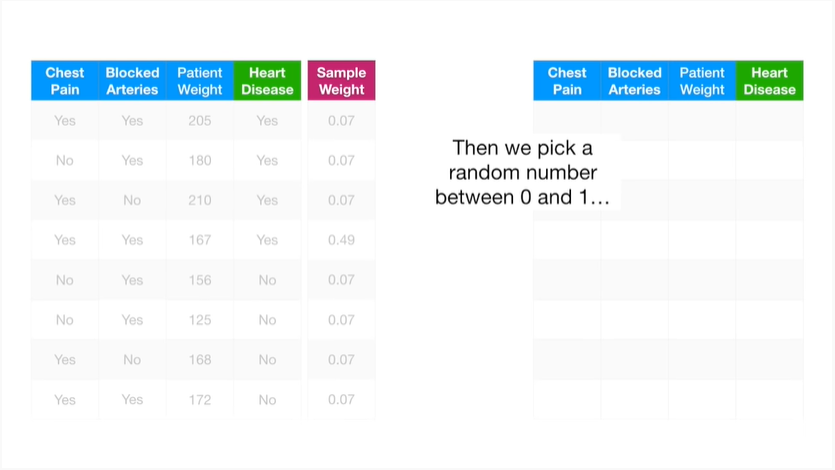 Chest Pain Blocked Arteries Patient Weight Heart Disease Sample Weight
Yes Yes 205 Yes 0.07
No Yes 180 Yes 0.07
Yes No 210 Yes 0.07
Yes Yes 167 Yes 0.49
No Yes 156 No 0.07
No Yes 125 No 0.07
Yes No 168 No 0.07
Yes Yes 172 No 0.07
Then we pick a
random number
between 0 and 1…
Chest Pain Blocked Arteries Patient Weight Heart Disease